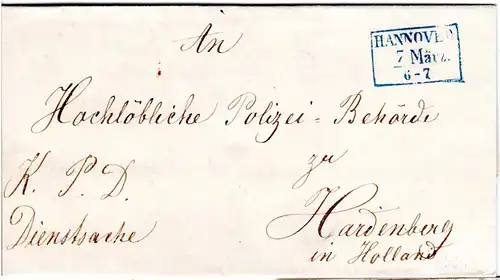 An
HANNOVER
7 März.
6-7
Hochlöbliche Polizei=Behörde
zu
K. P. D.
Hardenberg
Dienstsache
in Holland